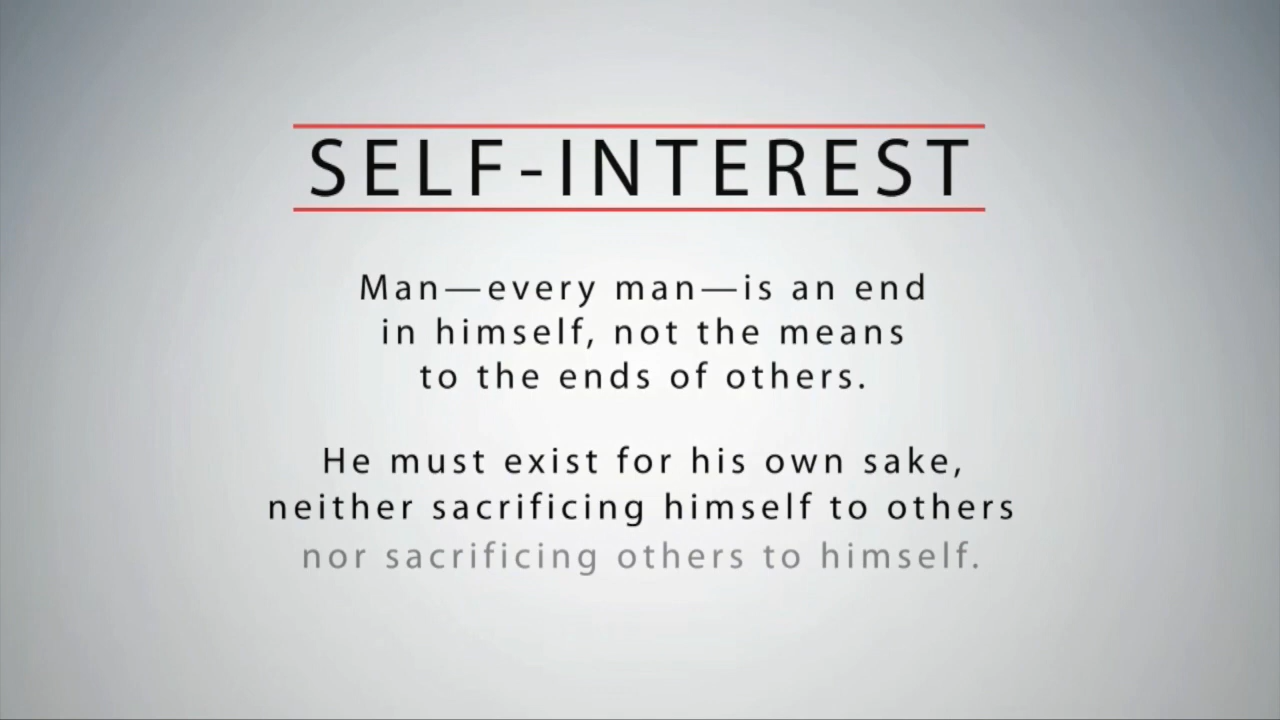 SELF-INTEREST
Man—every man—is an end
in himself, not the means
to the ends of others.
He must exist for his own sake,
neither sacrificing himself to others
nor sacrificing others to himself.